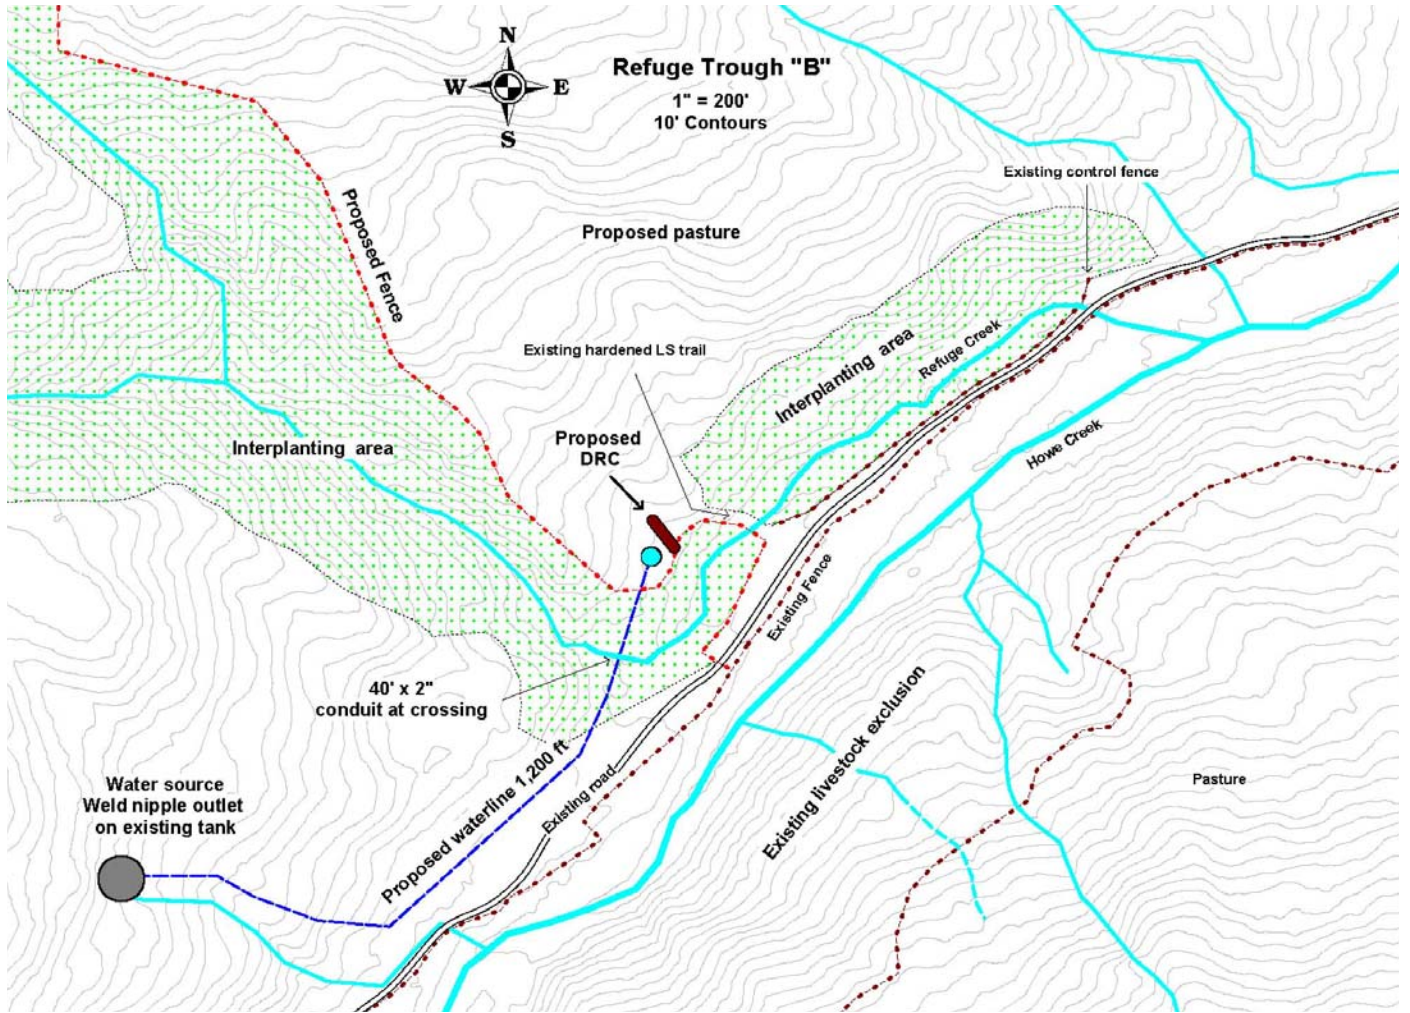 N
W E
S
Refuge Trough "B"
1" = 200'
10' Contours
Existing control fence
Proposed Fence
Proposed pasture
Existing hardened LS trail
Interplanting area
Refuge Creek
Interplanting area
Proposed
DRC
Howe Creek
Existing Fence
40' x 2"
conduit at crossing
Existing livestock exclusion
Proposed waterline 1,200 ft
Existing road
Pasture
Water source
Weld nipple outlet
on existing tank